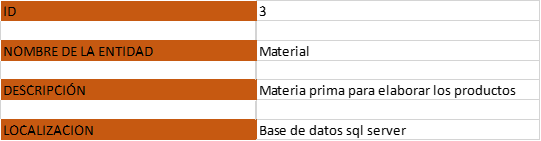 ID 3
NOMBRE DE LA ENTIDAD Material
DESCRIPCIÓN Materia prima para elaborar los productos
LOCALIZACION Base de datos sql server